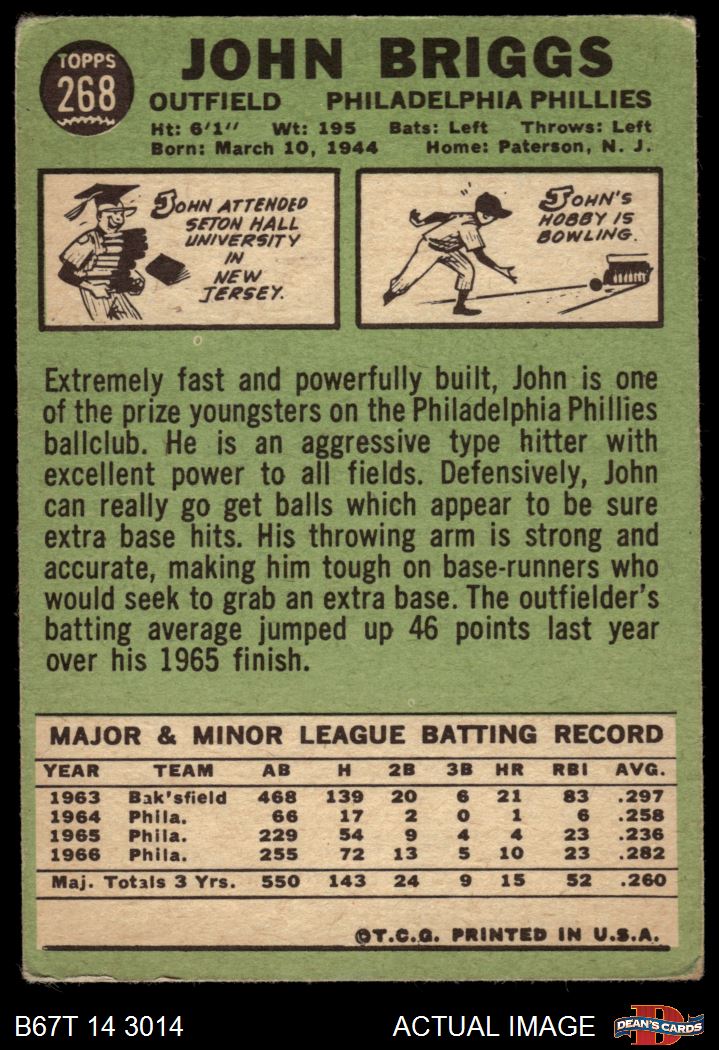 TOPPS
268
JOHN BRIGGS
OUTFIELD PHILADELPHIA PHILLIES
Ht: 6'1" Wt: 195 Bats: Left Throws: Left
Born: March 10, 1944 Home: Paterson, N. J.
JOHN ATTENDED
SETON HALL
UNIVERSITY
IN
NEW
JERSEY.
JOHN'S
HOBBY IS
BOWLING.
Extremely fast and powerfully built, John is one
of the prize youngsters on the Philadelphia Phillies
ballclub. He is an aggressive type hitter with
excellent power to all fields. Defensively, John
can really go get balls which appear to be sure
extra base hits. His throwing arm is strong and
accurate, making him tough on base-runners who
would seek to grab an extra base. The outfielder's
batting average jumped up 46 points last year
over his 1965 finish.
MAJOR & MINOR LEAGUE BATTING RECORD
YEAR TEAM AB H 2B 3B HR RBI AVG.
1963 Bak'sfield 468 139 20 6 21 83 .297
1964 Phila. 66 17 2 0 1 6 .258
1965 Phila. 229 54 9 4 4 23 .236
1966 Phila. 255 72 13 5 10 23 .282
Maj. Totals 3 Yrs. 550 143 24 9 15 52 .260
©T.C.G. PRINTED IN U.S.A.
B67T 14 3014 ACTUAL IMAGE DEAN'S CARDS